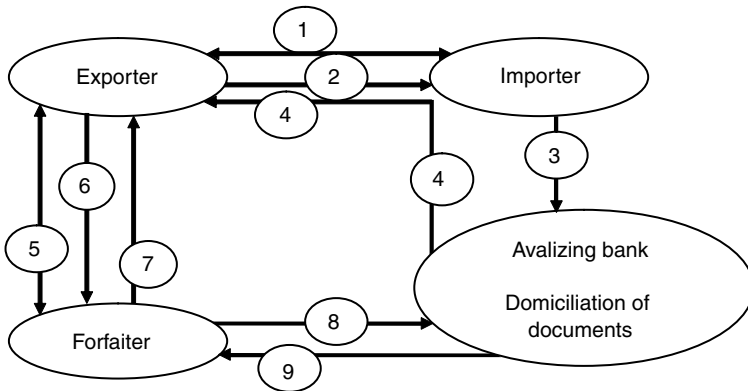 1
Exporter
2
Importer
4
3
4
6
5
7
Avalizing bank
Domiciliation of
documents
8
Forfaiter
9